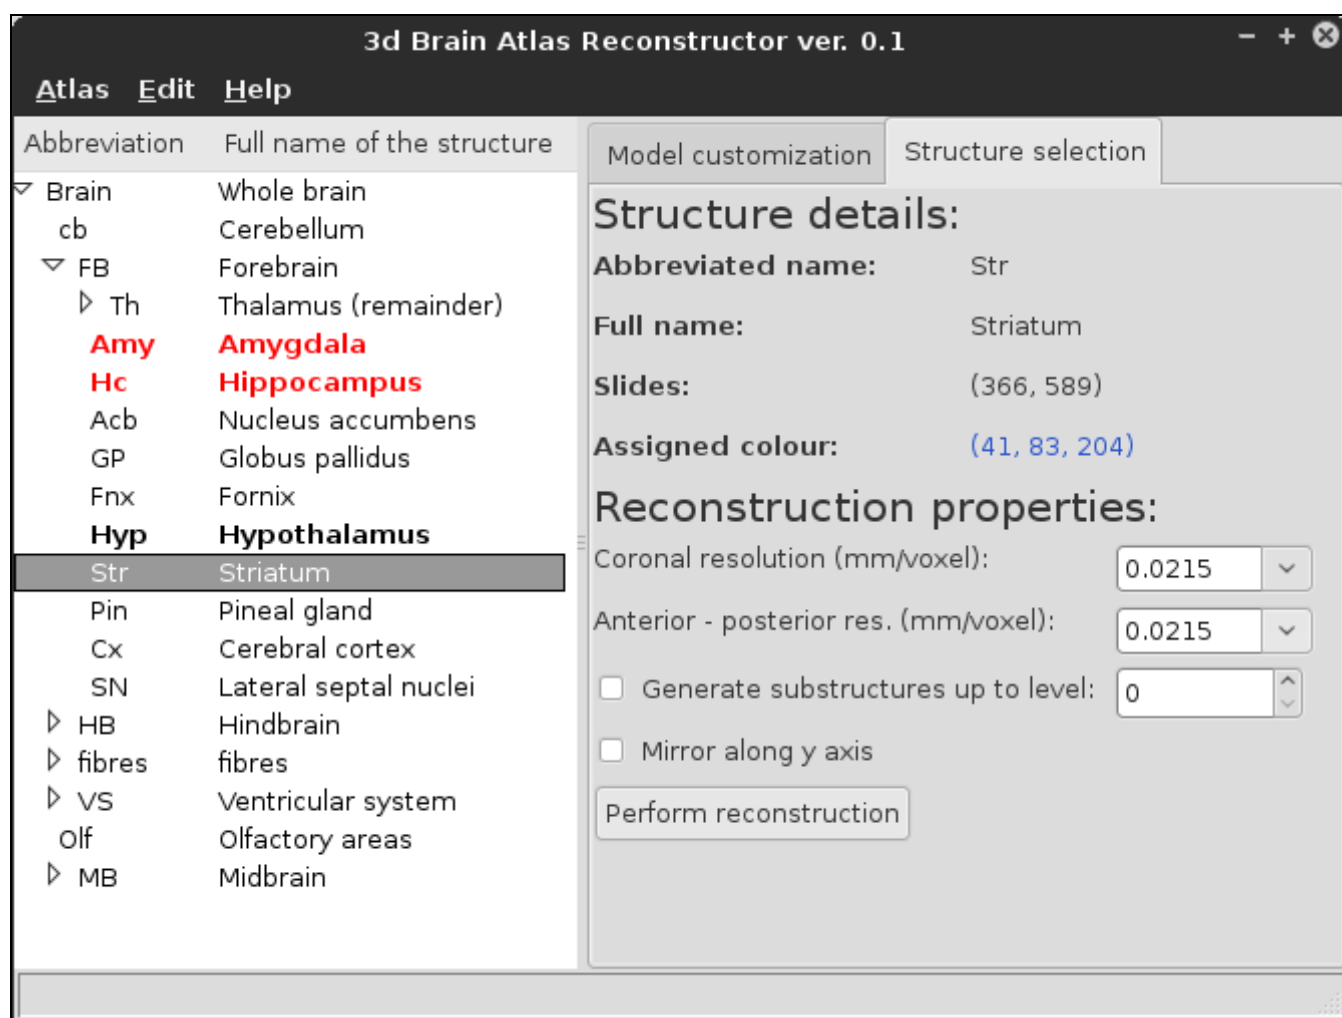 3d Brain Atlas Reconstructor ver. 0.1
Atlas Edit Help
Abbreviation Full name of the structure
Brain Whole brain
cb Cerebellum
FB Forebrain
Th Thalamus (remainder)
Amy Amygdala
Hc Hippocampus
Acb Nucleus accumbens
GP Globus pallidus
Fnx Fornix
Hyp Hypothalamus
Str Striatum
Pin Pineal gland
Cx Cerebral cortex
SN Lateral septal nuclei
HB Hindbrain
fibres fibres
VS Ventricular system
Olf Olfactory areas
MB Midbrain
Model customization Structure selection
Structure details:
Abbreviated name: Str
Full name: Striatum
Slides: (366, 589)
Assigned colour: (41, 83, 204)
Reconstruction properties:
Coronal resolution (mm/voxel): 0.0215
Anterior - posterior res. (mm/voxel): 0.0215
Generate substructures up to level: 0
Mirror along y axis
Perform reconstruction